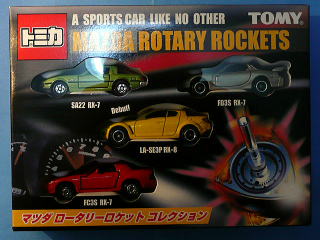 トミカ
A SPORTS CAR LIKE NO OTHER
TOMY
MAZDA ROTARY ROCKETS
SA22 RX-7
FD3S RX-7
Debut!
LA-SE3P RX-8
FC3S RX-7
マツダ ロータリーロケット コレクション